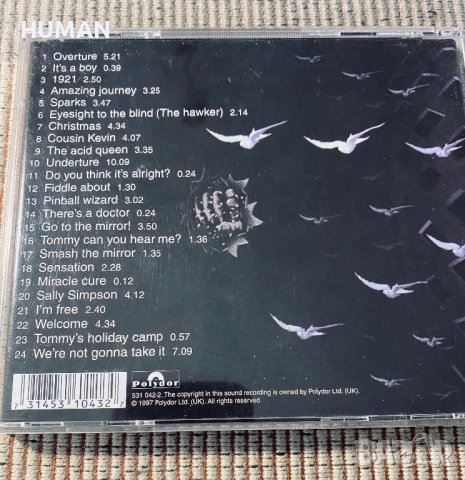 HUMAN
1 Overture 5.21
2 It's a boy 0.39
3 1921 2.50
4 Amazing journey 3.25
5 Sparks 3.47
6 Eyesight to the blind (The hawker) 2.14
7 Christmas 4.34
8 Cousin Kevin 4.07
9 The acid queen 3.35
10 Underture 10.09
11 Do you think it's alright? 0.24
12 Fiddle about 1.30
13 Pinball wizard 3.02
14 There's a doctor 0.24
15 Go to the mirror! 3.50
16 Tommy can you hear me? 1.36
17 Smash the mirror 1.35
18 Sensation 2.28
19 Miracle cure 0.12
20 Sally Simpson 4.12
21 I'm free 2.40
22 Welcome 4.34
23 Tommy's holiday camp 0.57
24 We're not gonna take it 7.09
Polydor
531 042-2 The copyright in this sound recording is owned by Polydor Ltd. (UK).
© 1997 Polydor Ltd. (UK). All rights reserved.
7 31453 10432 7